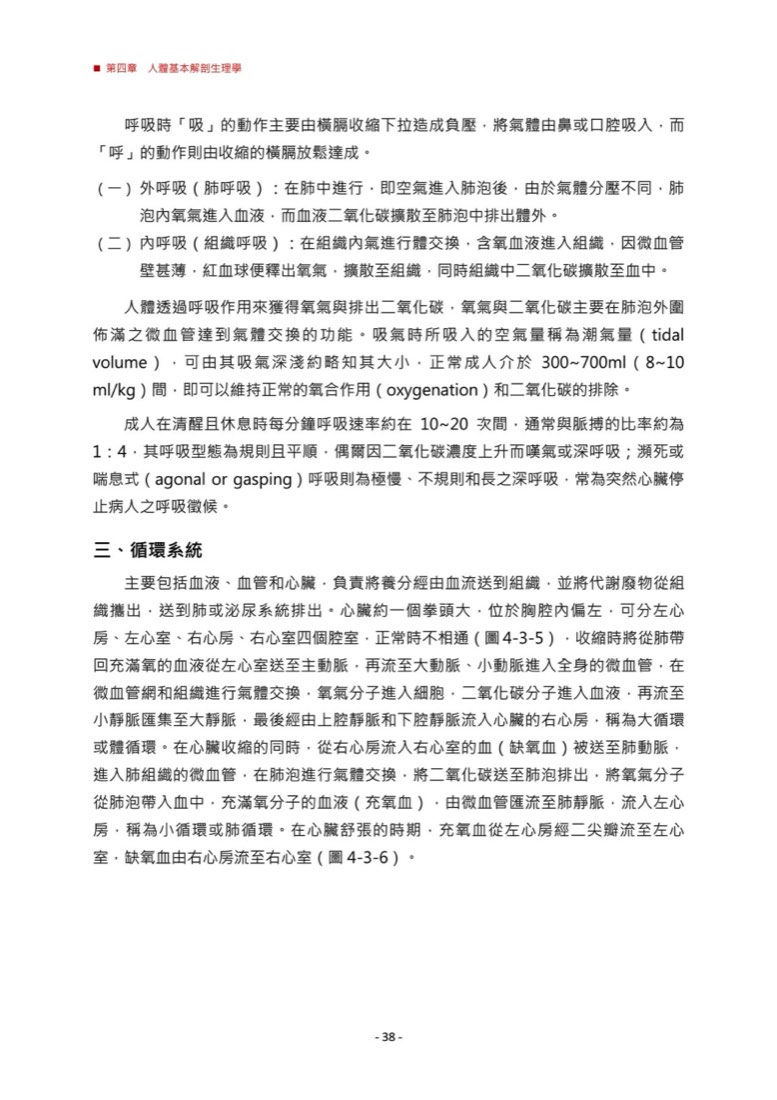 ■ 第四章　人體基本解剖生理學
呼吸時「吸」的動作主要由橫膈收縮下拉造成負壓，將氣體由鼻或口腔吸入，而
「呼」的動作則由收縮的橫膈放鬆達成。
（一）外呼吸（肺呼吸）：在肺中進行，即空氣進入肺泡後，由於氣體分壓不同，肺
泡內氧氣進入血液，而血液二氧化碳擴散至肺泡中排出體外。
（二）內呼吸（組織呼吸）：在組織內氣進行體交換，含氧血液進入組織，因微血管
壁甚薄，紅血球便釋出氧氣，擴散至組織，同時組織中二氧化碳擴散至血中。
人體透過呼吸作用來獲得氧氣與排出二氧化碳，氧氣與二氧化碳主要在肺泡外圍
佈滿之微血管達到氣體交換的功能。吸氣時所吸入的空氣量稱為潮氣量（tidal
volume），可由其吸氣深淺約略知其大小，正常成人介於 300~700ml（8~10
ml/kg）間，即可以維持正常的氧合作用（oxygenation）和二氧化碳的排除。
成人在清醒且休息時每分鐘呼吸速率約在 10~20 次間，通常與脈搏的比率約為
1：4，其呼吸型態為規則且平順，偶爾因二氧化碳濃度上升而嘆氣或深呼吸；瀕死或
喘息式（agonal or gasping）呼吸則為極慢、不規則和長之深呼吸，常為突然心臟停
止病人之呼吸徵候。
三、循環系統
主要包括血液、血管和心臟，負責將養分經由血流送到組織，並將代謝廢物從組
織攜出，送到肺或泌尿系統排出。心臟約一個拳頭大，位於胸腔內偏左，可分左心
房、左心室、右心房、右心室四個腔室，正常時不相通（圖4-3-5），收縮時將從肺帶
回充滿氧的血液從左心室送至主動脈，再流至大動脈、小動脈進入全身的微血管，在
微血管網和組織進行氣體交換，氧氣分子進入細胞，二氧化碳分子進入血液，再流至
小靜脈匯集至大靜脈，最後經由上腔靜脈和下腔靜脈流入心臟的右心房，稱為大循環
或體循環。在心臟收縮的同時，從右心房流入右心室的血（缺氧血）被送至肺動脈，
進入肺組織的微血管，在肺泡進行氣體交換，將二氧化碳送至肺泡排出，將氧氣分子
從肺泡帶入血中，充滿氧分子的血液（充氧血），由微血管匯流至肺靜脈，流入左心
房，稱為小循環或肺循環。在心臟舒張的時期，充氧血從左心房經二尖瓣流至左心
室，缺氧血由右心房流至右心室（圖 4-3-6）。
- 38 -